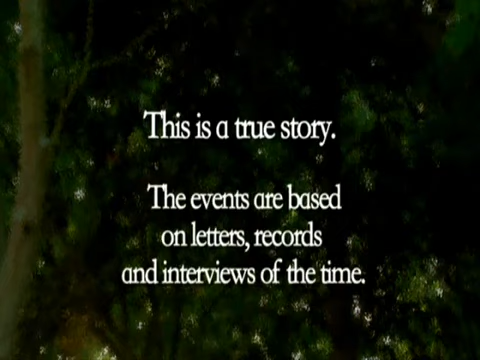 This is a true story.
The events are based
on letters, records
and interviews of the time.